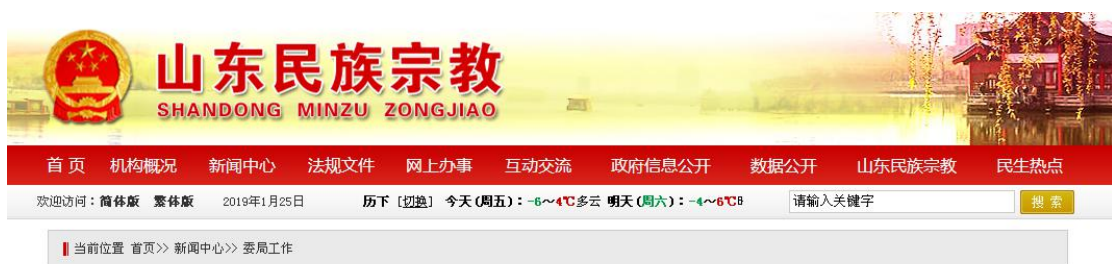 山东民族宗教
SHANDONG MINZU ZONGJIAO
首 页 机构概况 新闻中心 法规文件 网上办事 互动交流 政府信息公开 数据公开 山东民族宗教 民生热点
欢迎访问：简体版 繁体版 2019年1月25日 历下 [切换] 今天(周五)：-6～4℃多云 明天(周六)：-4～6℃ 请输入关键字 搜 索
当前位置 首页>> 新闻中心>> 委局工作